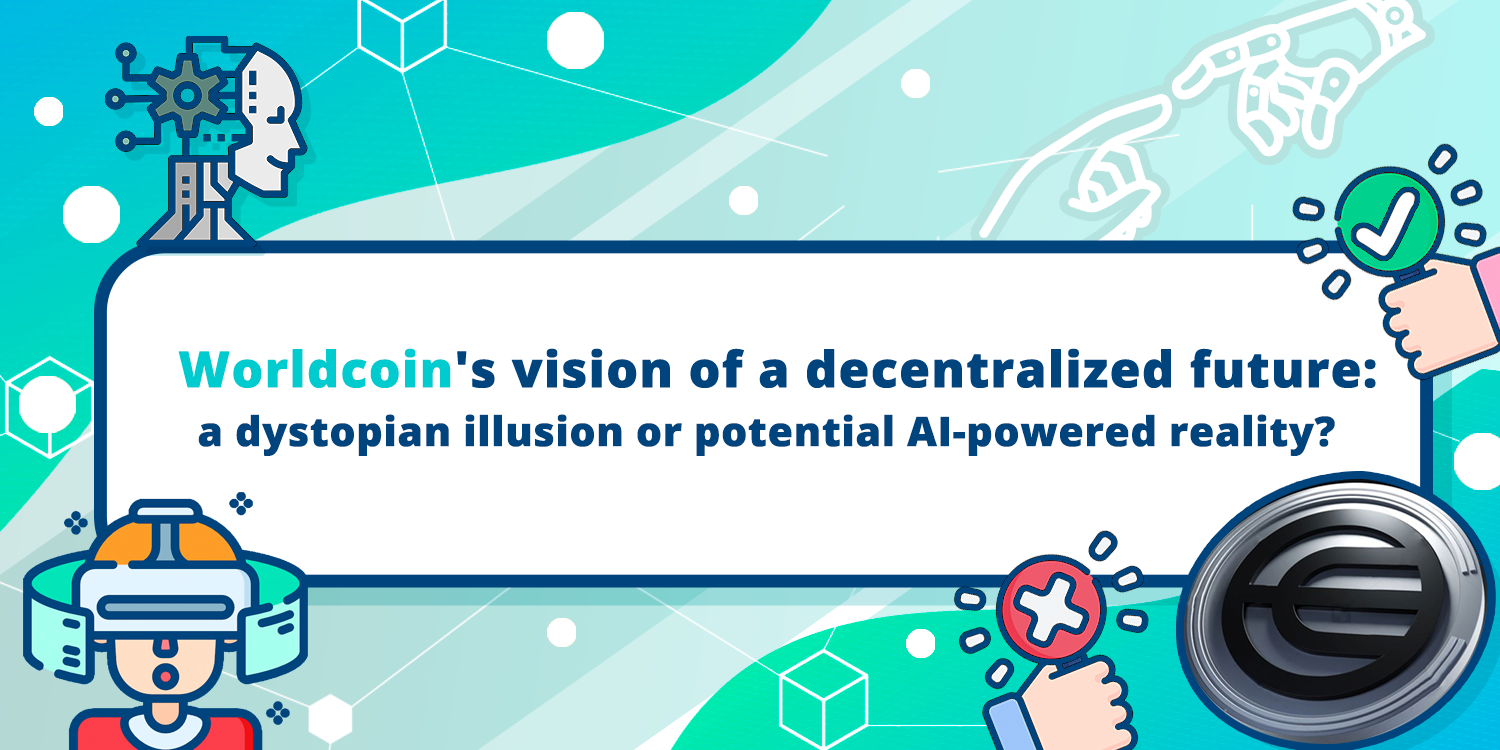 Worldcoin's vision of a decentralized future:
a dystopian illusion or potential AI-powered reality?